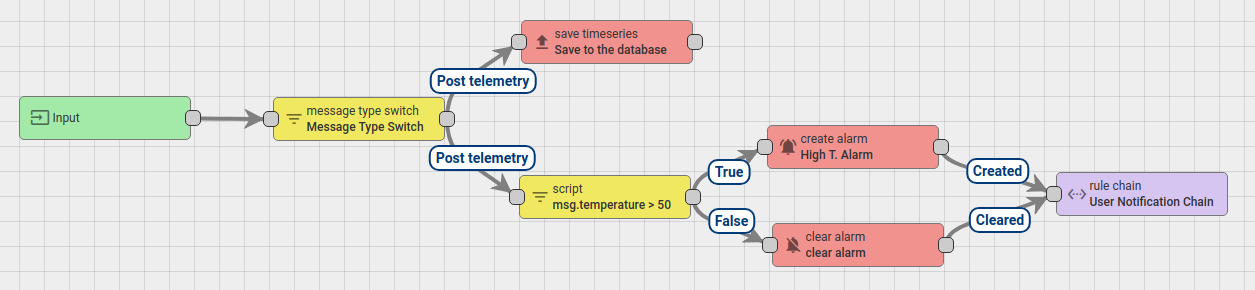 save timeseries
Save to the database
Post telemetry
Input
message type switch
Message Type Switch
Post telemetry
script
msg.temperature > 50
True
False
create alarm
High T. Alarm
clear alarm
clear alarm
Created
Cleared
rule chain
User Notification Chain